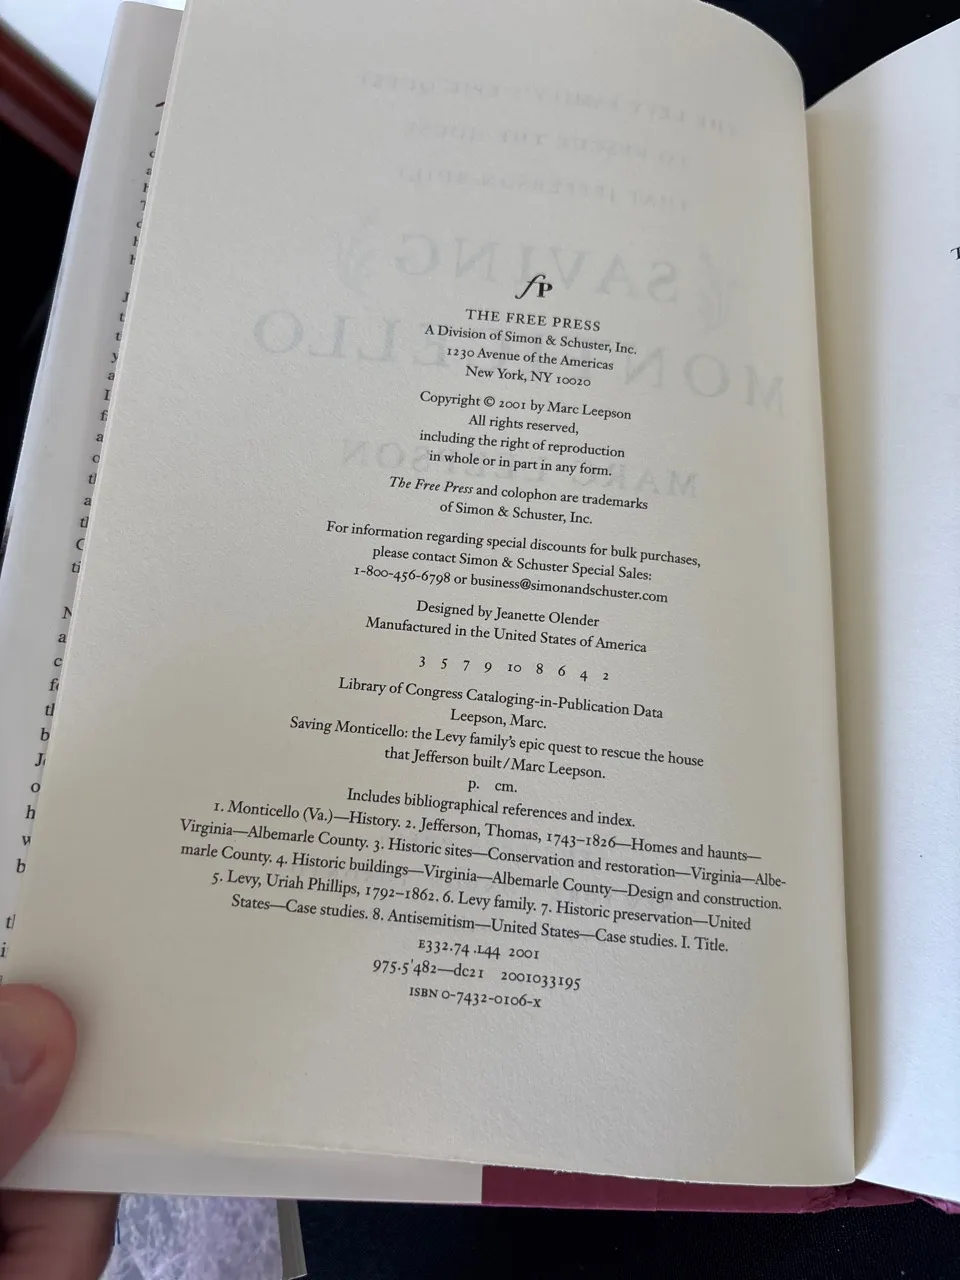 fP
THE FREE PRESS
A Division of Simon & Schuster, Inc.
1230 Avenue of the Americas
New York, NY 10020
Copyright © 2001 by Marc Leepson
All rights reserved,
including the right of reproduction
in whole or in part in any form.
The Free Press and colophon are trademarks
of Simon & Schuster, Inc.
For information regarding special discounts for bulk purchases,
please contact Simon & Schuster Special Sales:
1-800-456-6798 or business@simonandschuster.com
Designed by Jeanette Olender
Manufactured in the United States of America
3 5 7 9 10 8 6 4 2
Library of Congress Cataloging-in-Publication Data
Leepson, Marc.
Saving Monticello: the Levy family's epic quest to rescue the house
that Jefferson built/Marc Leepson.
p. cm.
Includes bibliographical references and index.
1. Monticello (Va.)—History. 2. Jefferson, Thomas, 1743–1826—Homes and haunts—
Virginia—Albemarle County. 3. Historic sites—Conservation and restoration—Virginia—Albe-
marle County. 4. Historic buildings—Virginia—Albemarle County—Design and construction.
5. Levy, Uriah Phillips, 1792–1862. 6. Levy family. 7. Historic preservation—United
States—Case studies. 8. Antisemitism—United States—Case studies. I. Title.
E332.74 .L44 2001
975.5'482—dc21 2001033195
ISBN 0-7432-0106-X